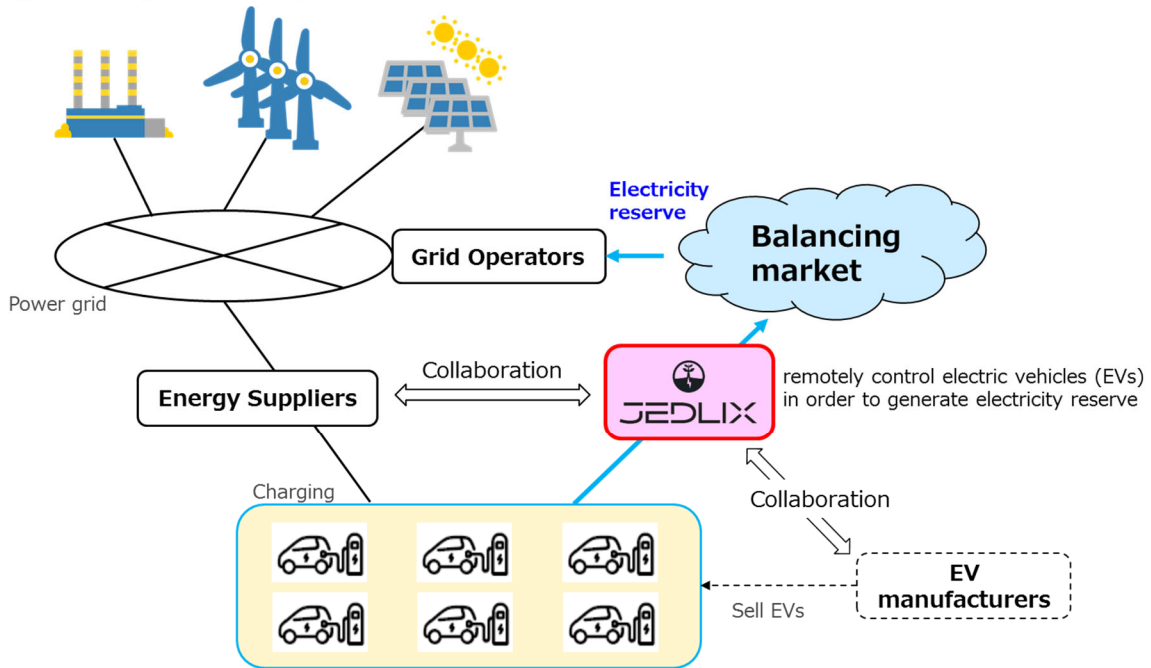 Electricity
reserve
Balancing
market
Grid Operators
Power grid
Collaboration
Energy Suppliers
JEDLIX
remotely control electric vehicles (EVs)
in order to generate electricity reserve
Charging
Collaboration
EV
manufacturers
Sell EVs